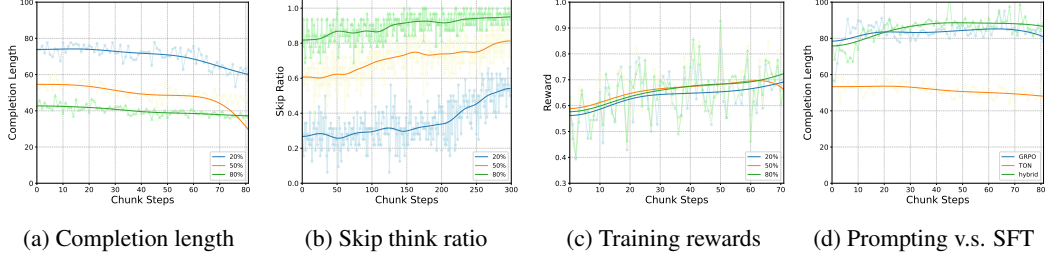 100
80
60
40
20
0
Completion Length
0 10 20 30 40 50 60 70 80
Chunk Steps
20%
50%
80%
1.0
0.8
0.6
0.4
0.2
0.0
Skip Ratio
50 100 150 200 250 300
Chunk Steps
20%
50%
80%
1.0
0.9
0.8
0.7
0.6
0.5
0.4
0.3
Reward
0 10 20 30 40 50 60 70
Chunk Steps
20%
50%
80%
100
80
60
40
20
0
Completion Length
0 10 20 30 40 50 60 70 80
Chunk Steps
GRPO
TON
hybrid
(a) Completion length
(b) Skip think ratio
(c) Training rewards
(d) Prompting v.s. SFT